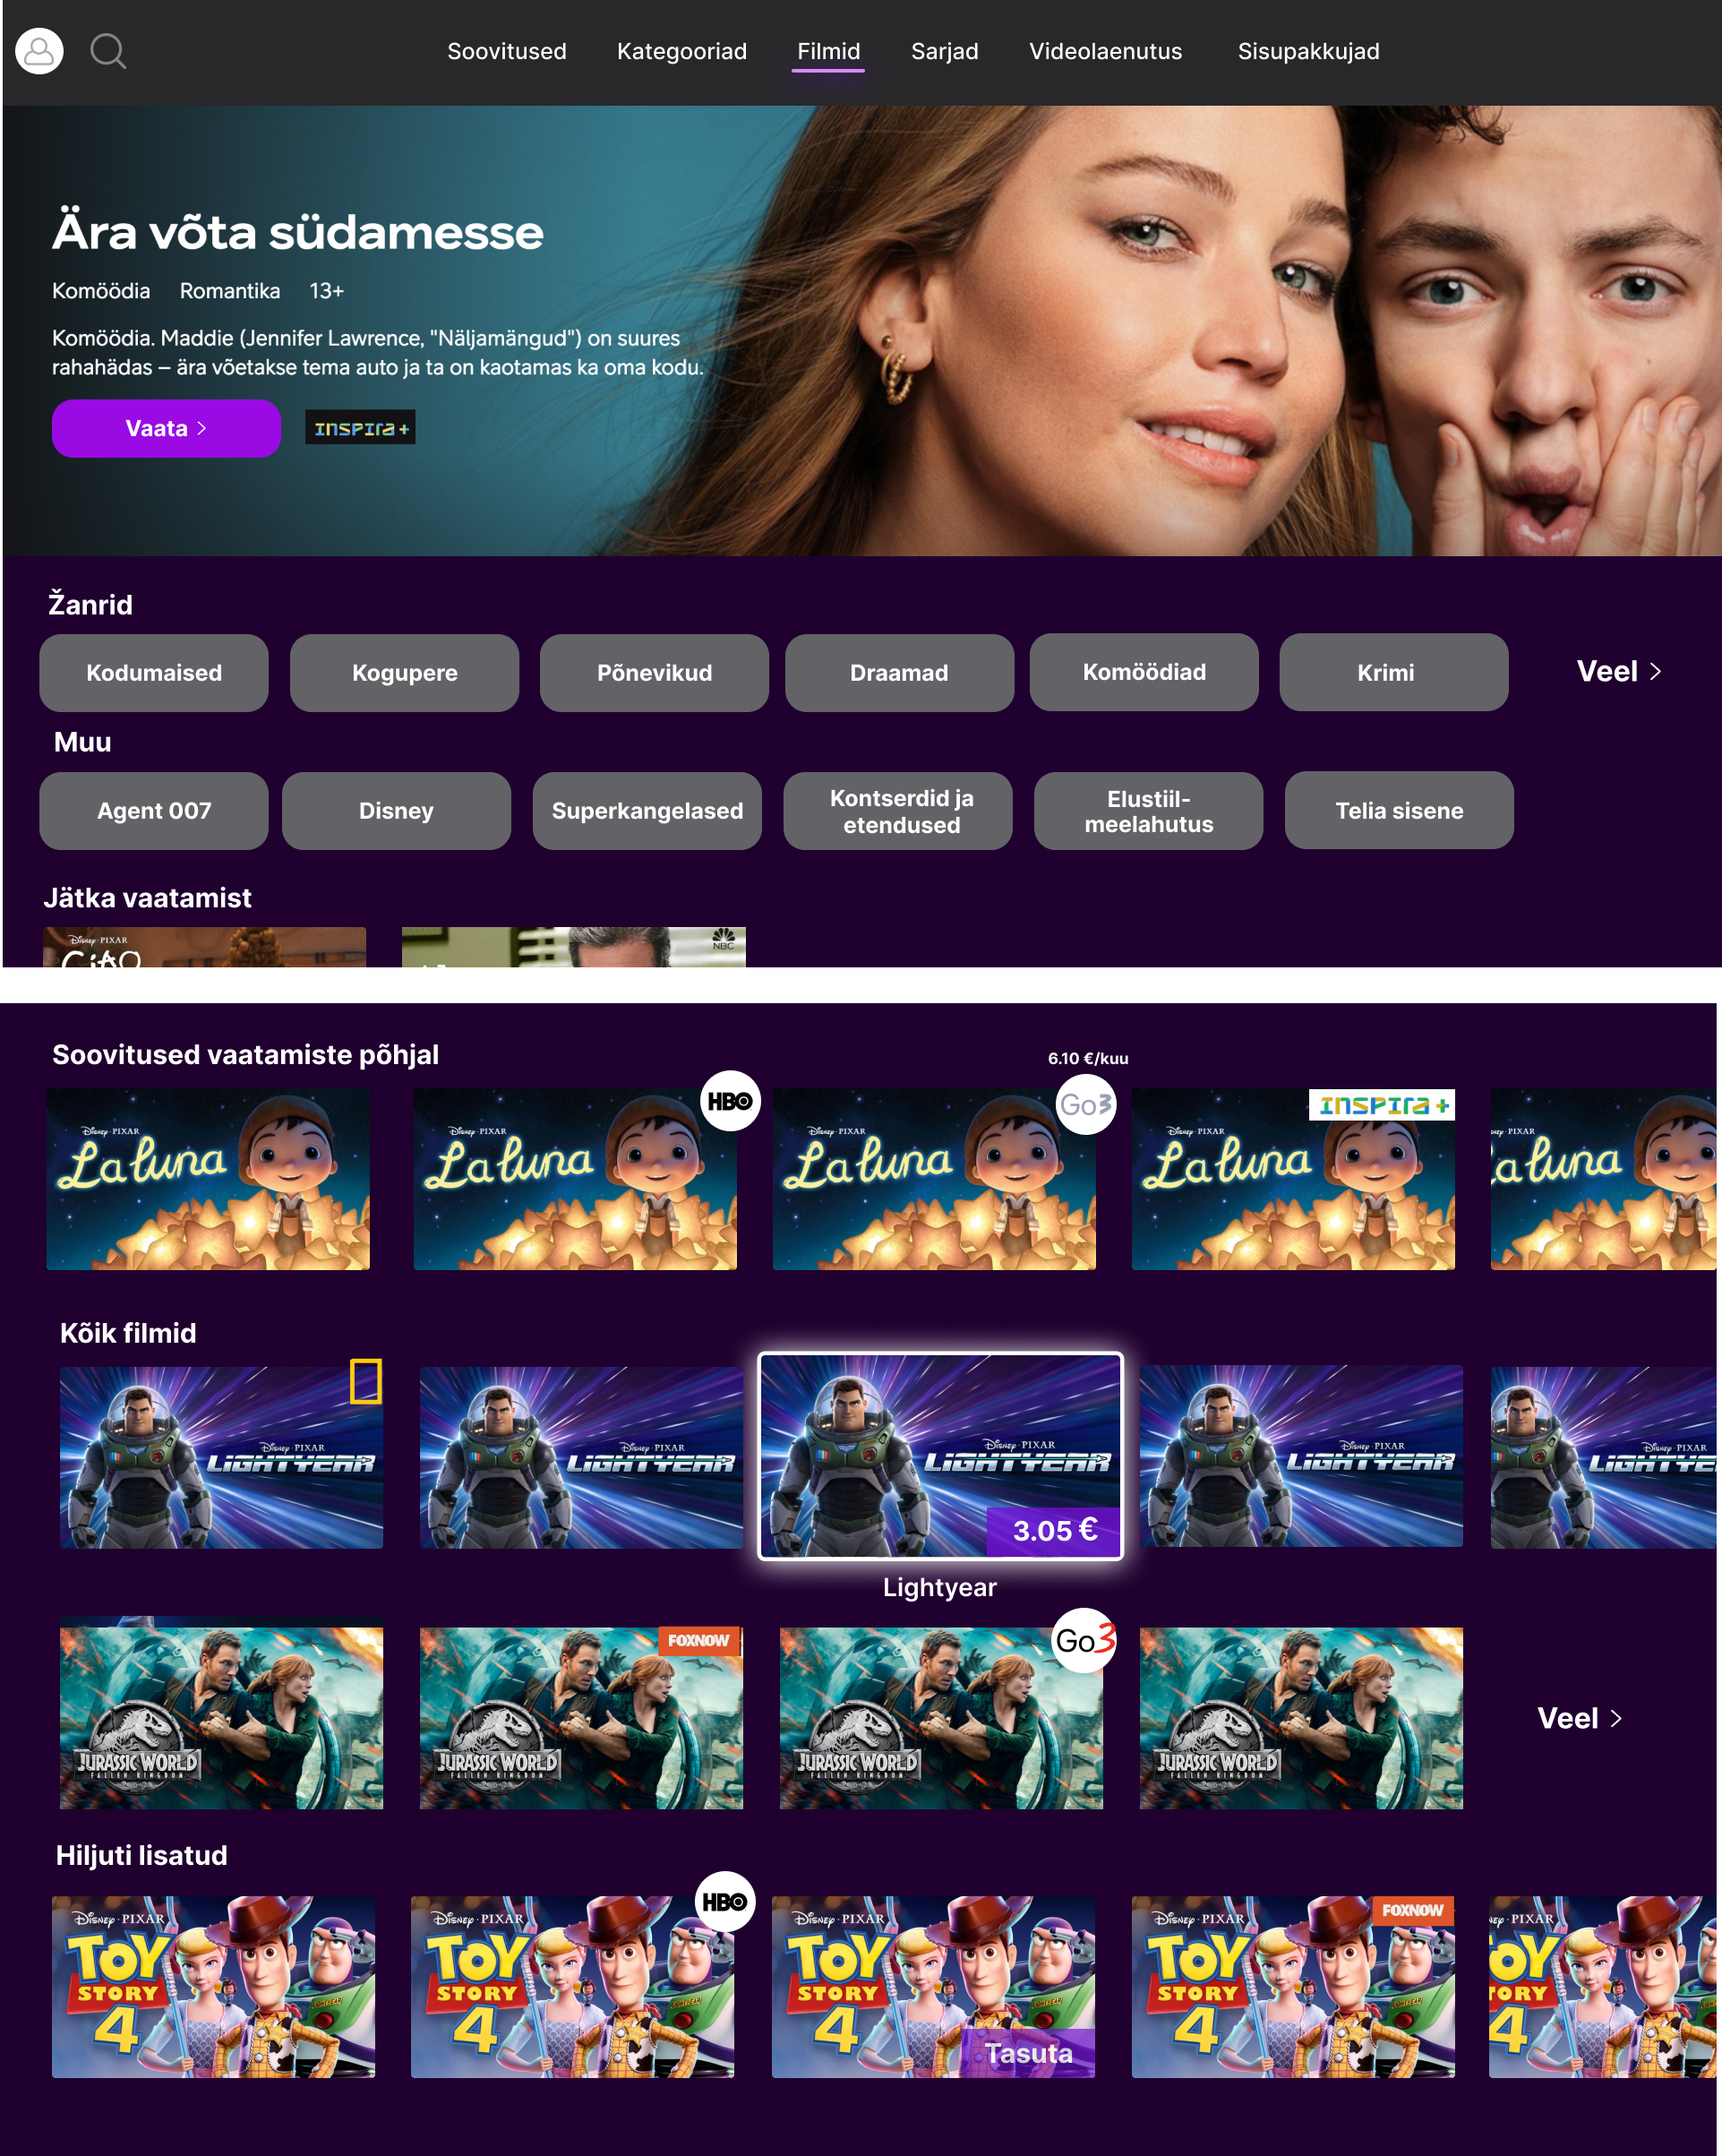 Soovitused Kategooriad Filmid Sarjad Videolaenutus Sisupakkujad
Ära võta südamesse
Komöödia Romantika 13+
Komöödia. Maddie (Jennifer Lawrence, "Näljamängud") on suures
rahahädas – ära võetakse tema auto ja ta on kaotamas ka oma kodu.
Vaata >
INSPIRA+
Žanrid
Kodumaised Kogupere Põnevikud Draamad Komöödiad Krimi Veel >
Muu
Agent 007 Disney Superkangelased Kontserdid ja etendused Elustiil-meelahutus Telia sisene
Jätka vaatamist
Disney · PIXAR
CiAO
NBC
Soovitused vaatamiste põhjal
6.10 €/kuu
HBO Go3 INSPIRA+
Disney · PIXAR Disney · PIXAR Disney · PIXAR Disney · PIXAR PIXAR
La luna La luna La luna La luna a luna
Kõik filmid
Disney · PIXAR Disney · PIXAR Disney · PIXAR Disney · PIXAR Disney · PIXAR
LIGHTYEAR LIGHTYEAR LIGHTYEAR LIGHTYEAR LIGHTYE
3.05 €
Lightyear
FOXNOW Go3
JURASSIC WORLD JURASSIC WORLD JURASSIC WORLD JURASSIC WORLD
FALLEN KINGDOM FALLEN KINGDOM FALLEN KINGDOM FALLEN KINGDOM
Veel >
Hiljuti lisatud
HBO FOXNOW
Disney · PIXAR Disney · PIXAR Disney · PIXAR Disney · PIXAR PIXAR
TOY TOY TOY TOY OY
STORY STORY STORY STORY TORY
4 4 4 4 4
Tasuta